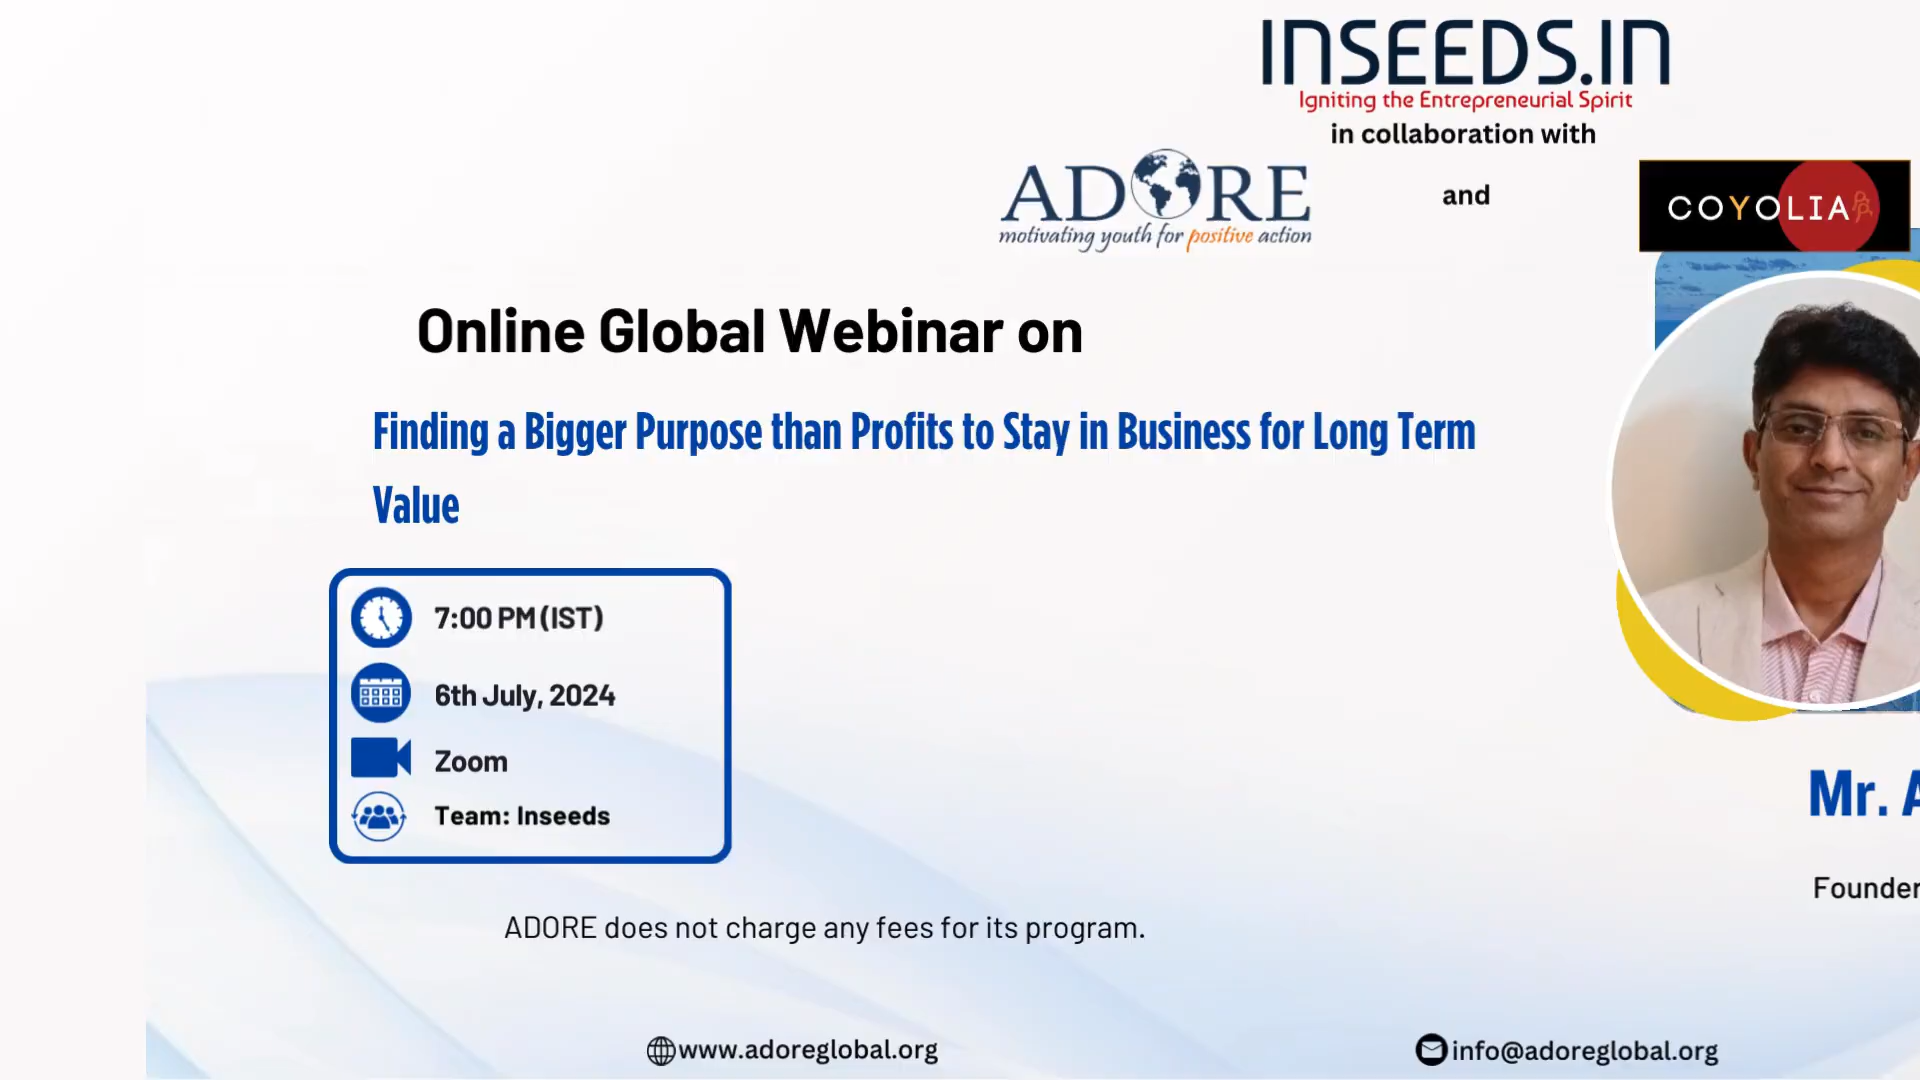 INSEEDS.IN
Igniting the Entrepreneurial Spirit
in collaboration with
ADORE
motivating youth for positive action
and
COYOLIA
Online Global Webinar on
Finding a Bigger Purpose than Profits to Stay in Business for Long Term
Value
7:00 PM (IST)
6th July, 2024
Zoom
Team: Inseeds
Mr. A
Founder
ADORE does not charge any fees for its program.
www.adoreglobal.org
info@adoreglobal.org